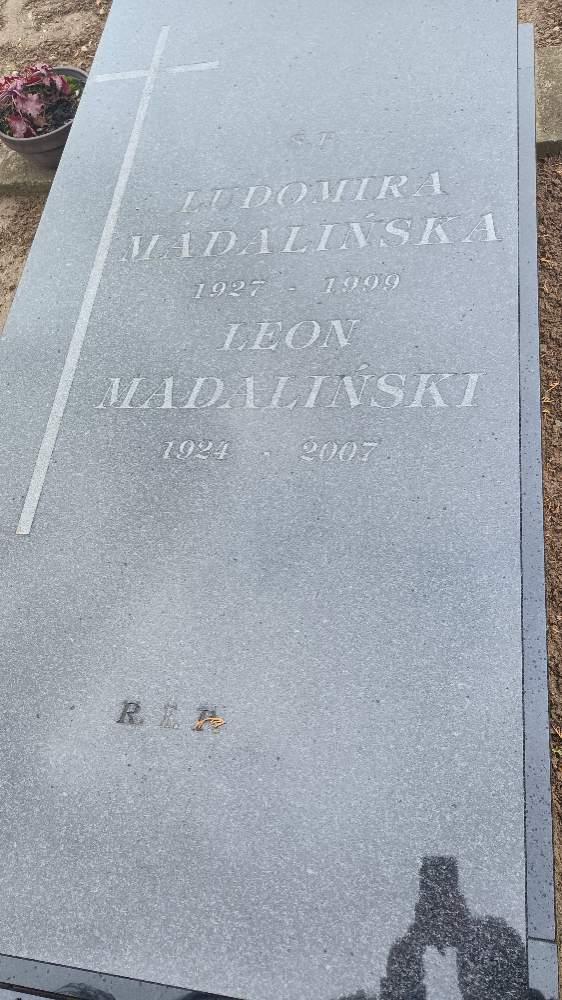 Ś. P.
LUDOMIRA
MADALIŃSKA
1927 - 1999
LEON
MADALIŃSKI
1924 - 2007
R.I.P.